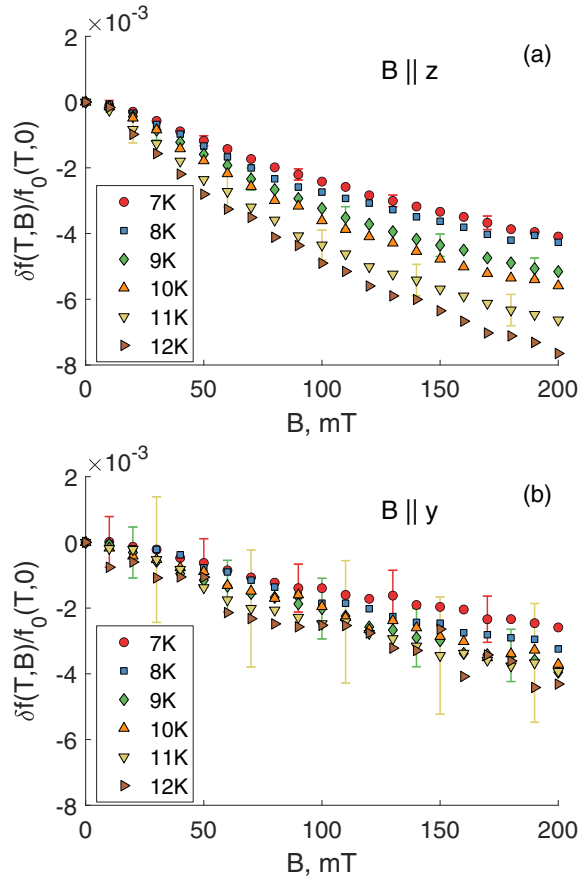 × 10⁻³
(a)
B || z
δf(T,B)/f₀(T,0)
2
0
-2
-4
-6
-8
7K
8K
9K
10K
11K
12K
0 50 100 150 200
B, mT
× 10⁻³
(b)
B || y
δf(T,B)/f₀(T,0)
2
0
-2
-4
-6
-8
7K
8K
9K
10K
11K
12K
0 50 100 150 200
B, mT